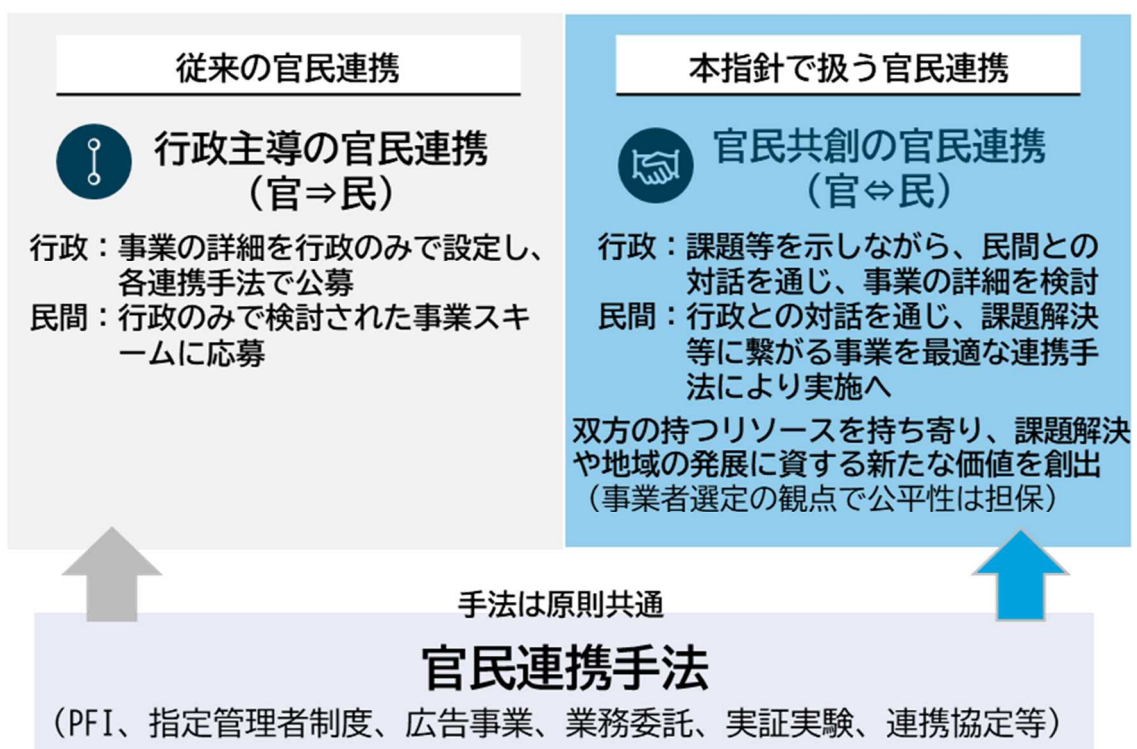 従来の官民連携
行政主導の官民連携
（官⇒民）
行政：事業の詳細を行政のみで設定し、
各連携手法で公募
民間：行政のみで検討された事業スキ
ームに応募
本指針で扱う官民連携
官民共創の官民連携
（官⇔民）
行政：課題等を示しながら、民間との
対話を通じ、事業の詳細を検討
民間：行政との対話を通じ、課題解決
等に繋がる事業を最適な連携手
法により実施へ
双方の持つリソースを持ち寄り、課題解決
や地域の発展に資する新たな価値を創出
（事業者選定の観点で公平性は担保）
手法は原則共通
官民連携手法
（PFI、指定管理者制度、広告事業、業務委託、実証実験、連携協定等）